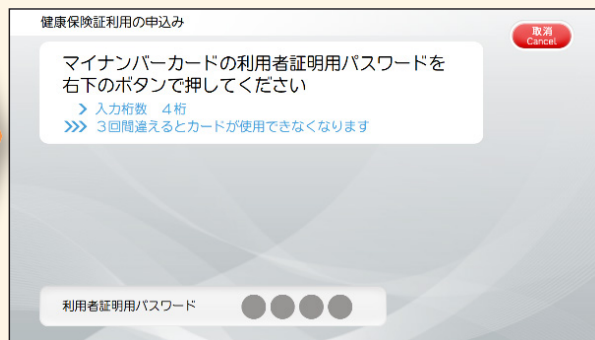 健康保険証利用の申込み
取消
Cancel
マイナンバーカードの利用者証明用パスワードを
右下のボタンで押してください
> 入力桁数　4桁
>>> 3回間違えるとカードが使用できなくなります
利用者証明用パスワード